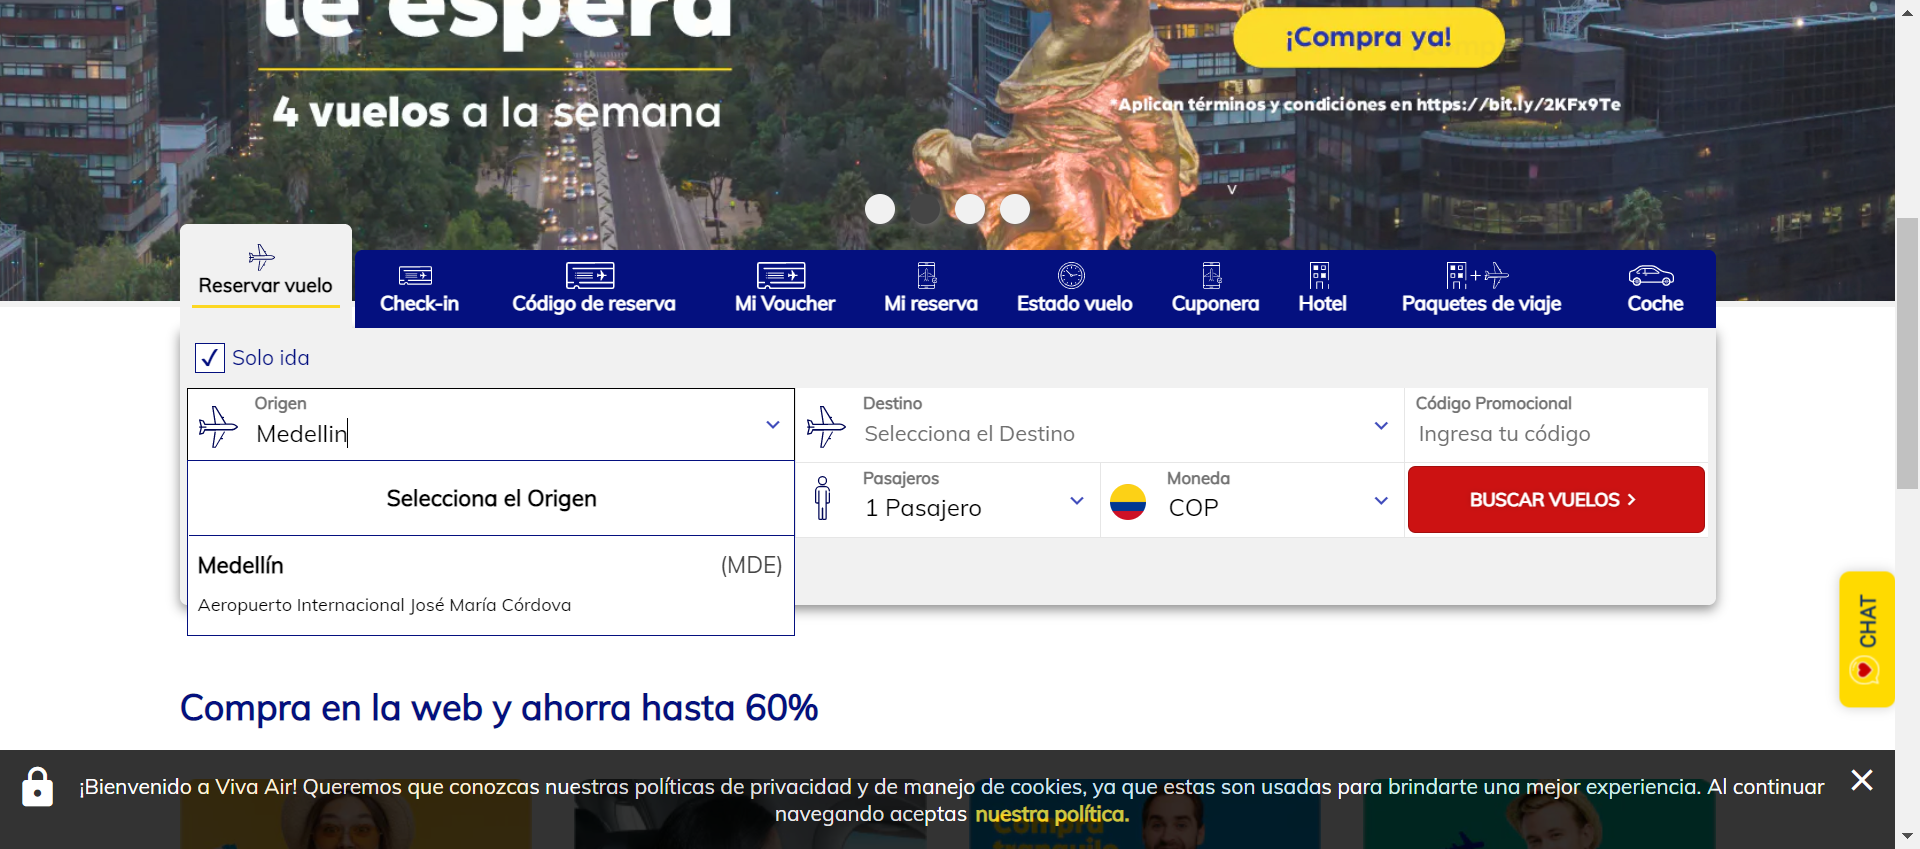 te espera
¡Compra ya!
4 vuelos a la semana
*Aplican términos y condiciones en https://bit.ly/2KFx9Te
Reservar vuelo
Check-in
Código de reserva
Mi Voucher
Mi reserva
Estado vuelo
Cuponera
Hotel
Paquetes de viaje
Coche
Solo ida
Origen
Medellin
Destino
Selecciona el Destino
Código Promocional
Ingresa tu código
Selecciona el Origen
Pasajeros
1 Pasajero
Moneda
COP
BUSCAR VUELOS >
Medellín (MDE)
Aeropuerto Internacional José María Córdova
CHAT
Compra en la web y ahorra hasta 60%
¡Bienvenido a Viva Air! Queremos que conozcas nuestras políticas de privacidad y de manejo de cookies, ya que estas son usadas para brindarte una mejor experiencia. Al continuar
navegando aceptas nuestra política.
Compra
tranquilo